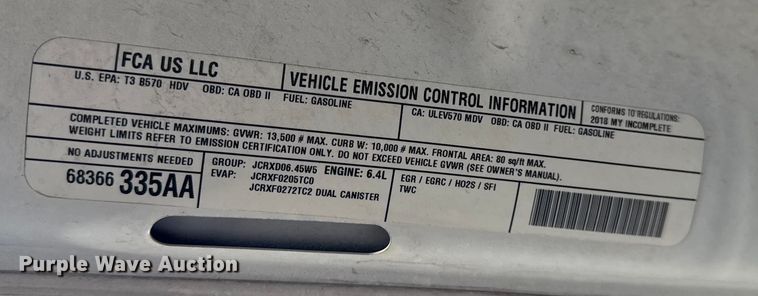 FCA US LLC
VEHICLE EMISSION CONTROL INFORMATION
CONFORMS TO REGULATIONS:
2018 MY INCOMPLETE
U.S. EPA: T3 B570 HDV OBD: CA OBD II FUEL: GASOLINE
CA: ULEV570 MDV OBD: CA OBD II FUEL: GASOLINE
COMPLETED VEHICLE MAXIMUMS: GVWR: 13,500 # MAX. CURB W: 10,000 # MAX. FRONTAL AREA: 80 sq/ft MAX.
WEIGHT LIMITS REFER TO EMISSION CERTIFICATION ONLY. DO NOT EXCEED VEHICLE GVWR (SEE OWNER'S MANUAL).
NO ADJUSTMENTS NEEDED
68366 335AA
GROUP: JCRXD06.45W5 ENGINE: 6.4L
EVAP: JCRXF0205TC0
JCRXF0272TC2 DUAL CANISTER
EGR / EGRC / HO2S / SFI
TWC
Purple Wave Auction